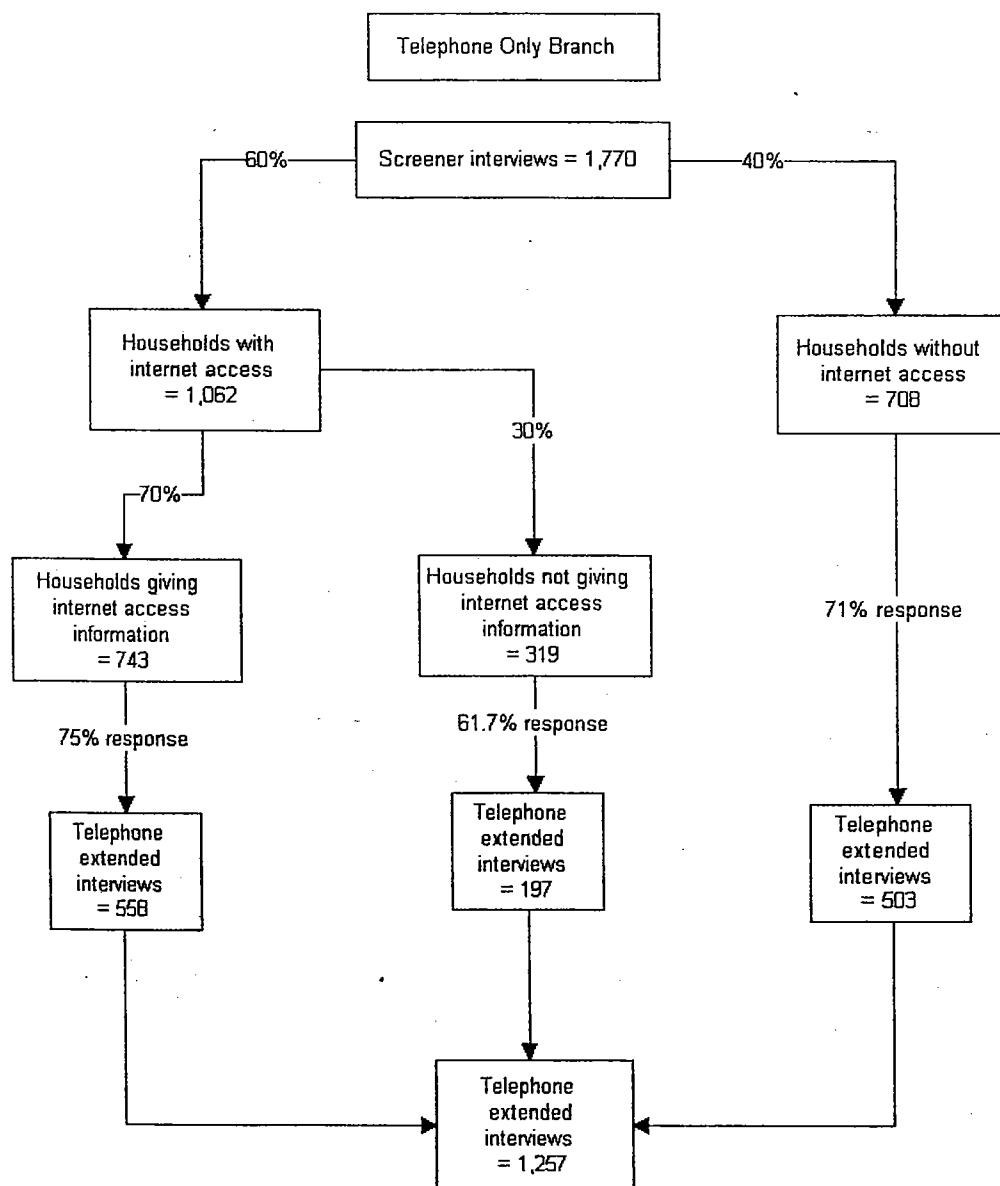 Telephone Only Branch
60%
Screener interviews = 1,770
40%
Households with
internet access
= 1,062
Households without
internet access
= 708
30%
70%
Households giving
internet access
information
= 743
Households not giving
internet access
information
= 319
71% response
75% response
61.7% response
Telephone
extended
interviews
= 558
Telephone
extended
interviews
= 197
Telephone
extended
interviews
= 503
Telephone
extended
interviews
= 1,257